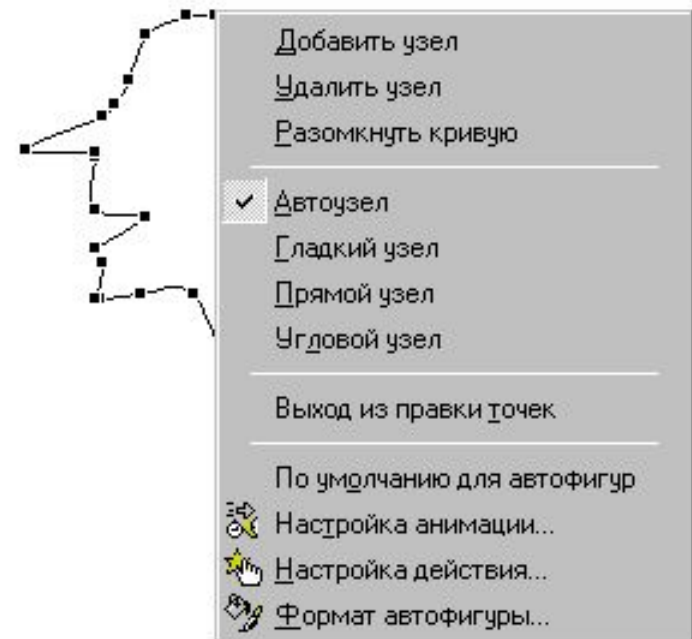 Добавить узел
Удалить узел
Разомкнуть кривую
Автоузел
Гладкий узел
Прямой узел
Угловой узел
Выход из правки точек
По умолчанию для автофигур
Настройка анимации...
Настройка действия...
Формат автофигуры...